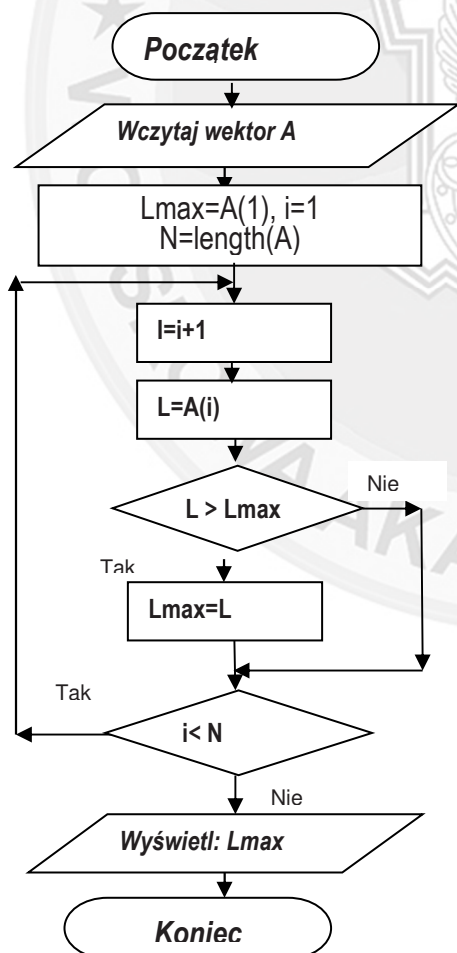 Początek
Wczytaj wektor A
Lmax=A(1), i=1
N=length(A)
I=i+1
L=A(i)
L > Lmax
Nie
Tak
Lmax=L
Tak
i< N
Nie
Wyświetl: Lmax
Koniec